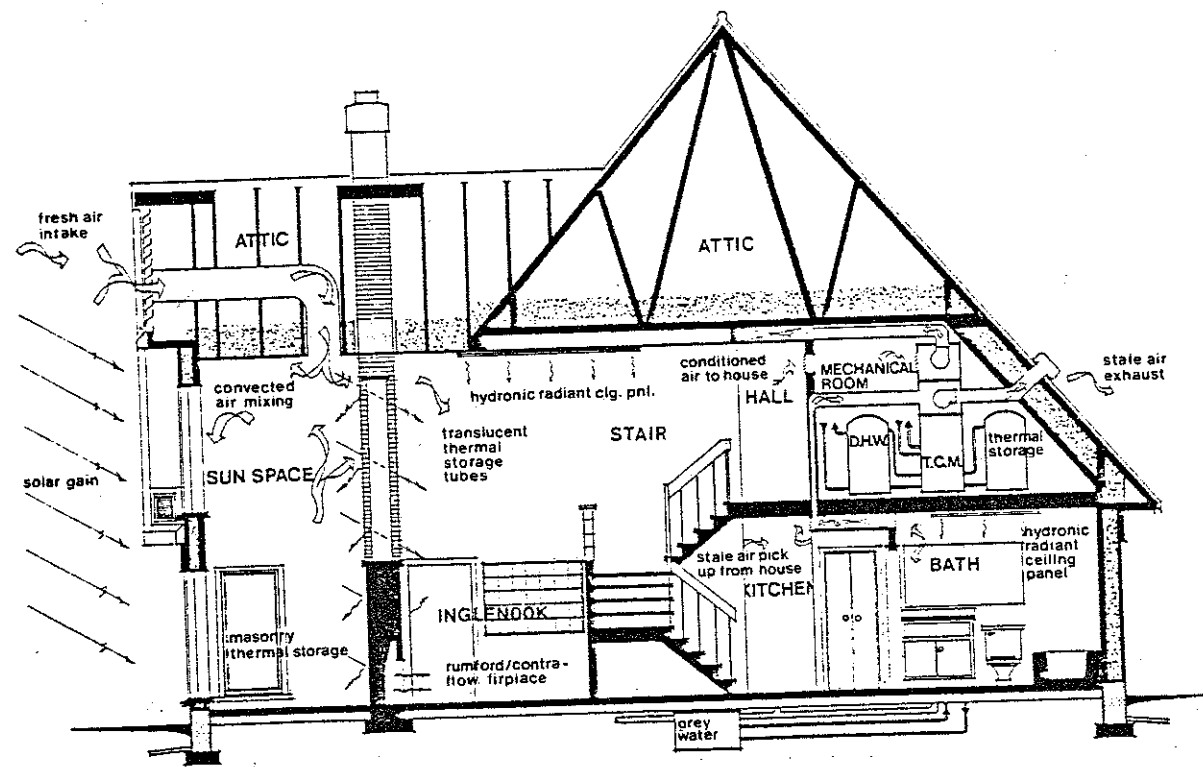 fresh air
intake
ATTIC
ATTIC
convected
air mixing
hydronic radiant clg. pnl.
conditioned
air to house
MECHANICAL
ROOM
stale air
exhaust
HALL
translucent
thermal
storage
tubes
STAIR
D.H.W.
T.C.M.
thermal
storage
solar gain
SUN SPACE
stale air pick
up from house
KITCHEN
BATH
hydronic
radiant
ceiling
panel
INGLENOOK
masonry
thermal storage
rumford/contra-
flow firplace
grey
water